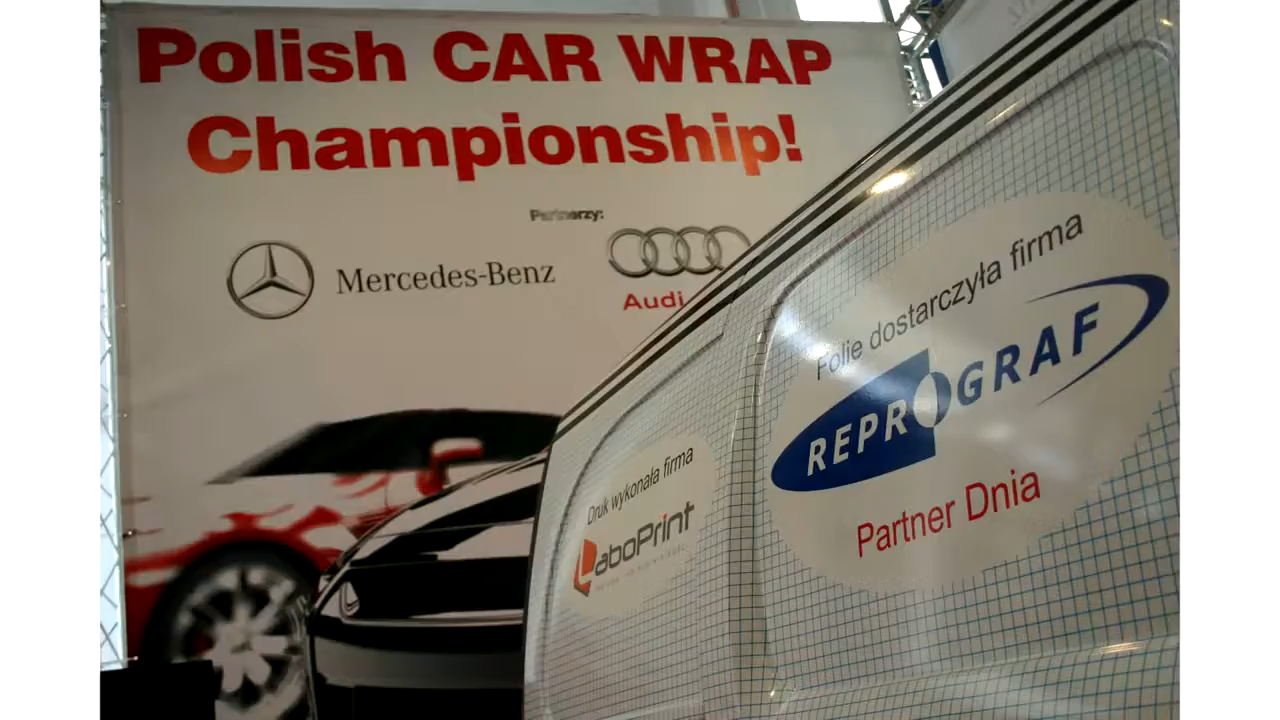 Polish CAR WRAP
Championship!
Partnerzy:
Mercedes-Benz
Audi
Folie dostarczyła firma
REPROGRAF
Partner Dnia
Druk wykonała firma
LaboPrint